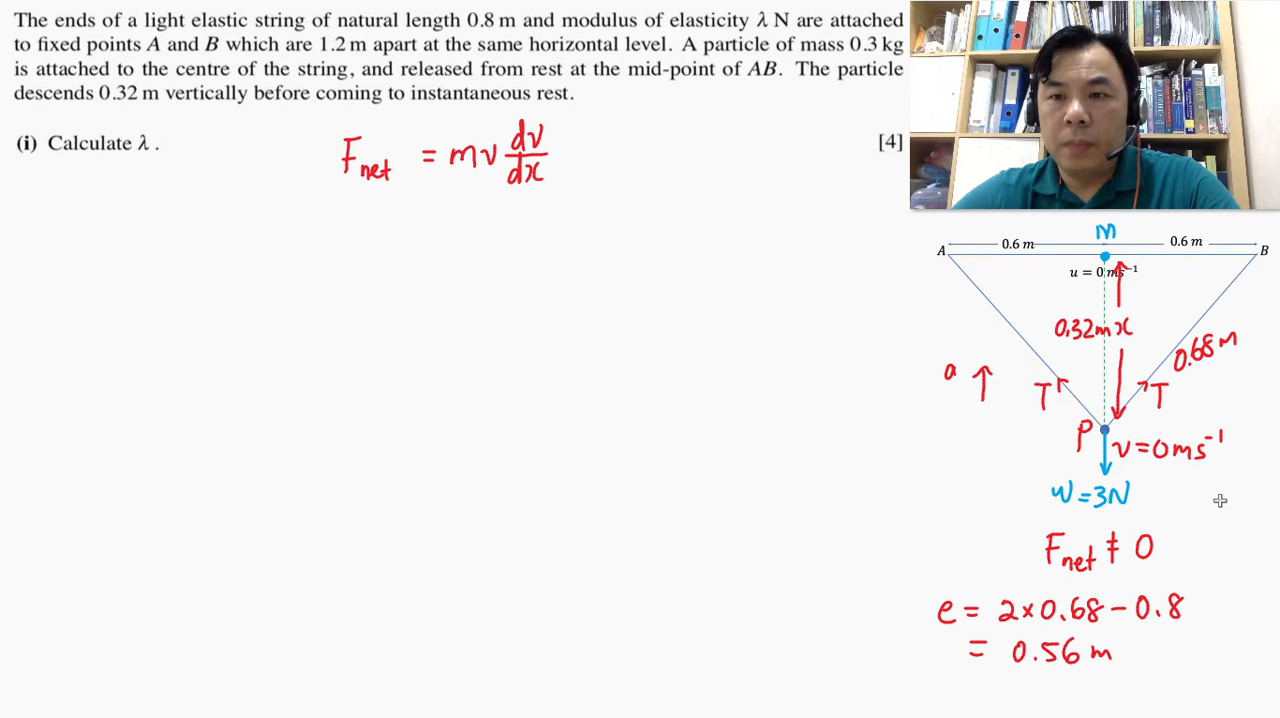 The ends of a light elastic string of natural length 0.8 m and modulus of elasticity λ N are attached
to fixed points A and B which are 1.2 m apart at the same horizontal level. A particle of mass 0.3 kg
is attached to the centre of the string, and released from rest at the mid-point of AB. The particle
descends 0.32 m vertically before coming to instantaneous rest.
(i) Calculate λ . [4]
F_net = mv dv/dx
M
A 0.6 m 0.6 m B
u = 0 ms⁻¹
0.32m x
0.68m
a T T
P v=0ms⁻¹
W=3N
F_net ≠ 0
e = 2×0.68-0.8
= 0.56 m